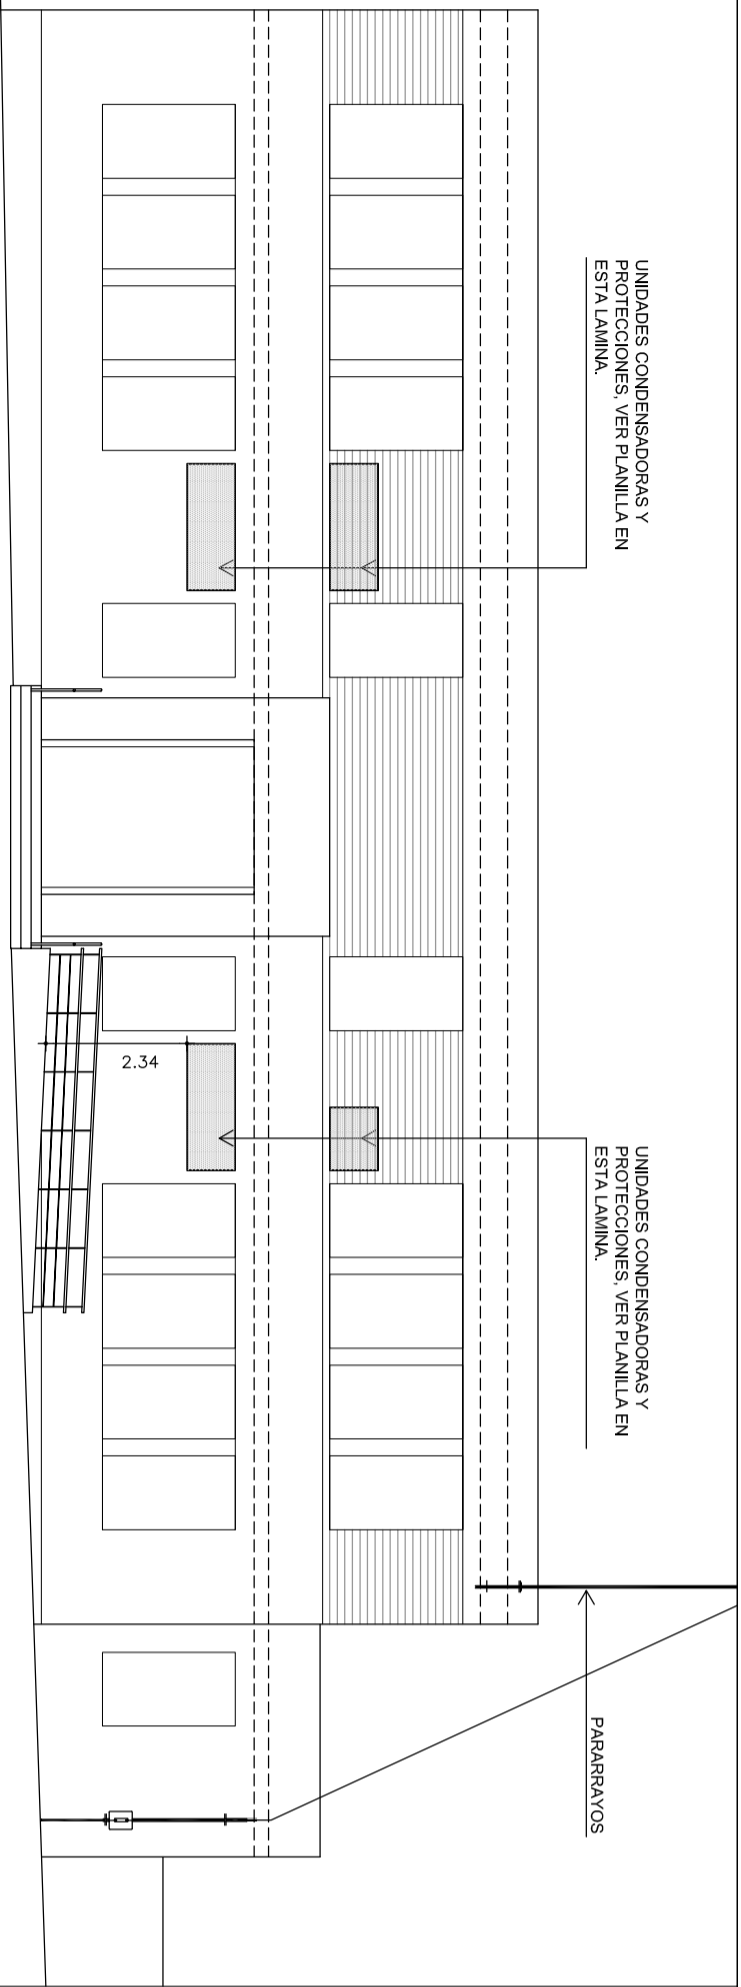 UNIDADES CONDENSADORAS Y
PROTECCIONES, VER PLANILLA EN
ESTA LAMINA.
UNIDADES CONDENSADORAS Y
PROTECCIONES, VER PLANILLA EN
ESTA LAMINA.
PARARRAYOS
2.34